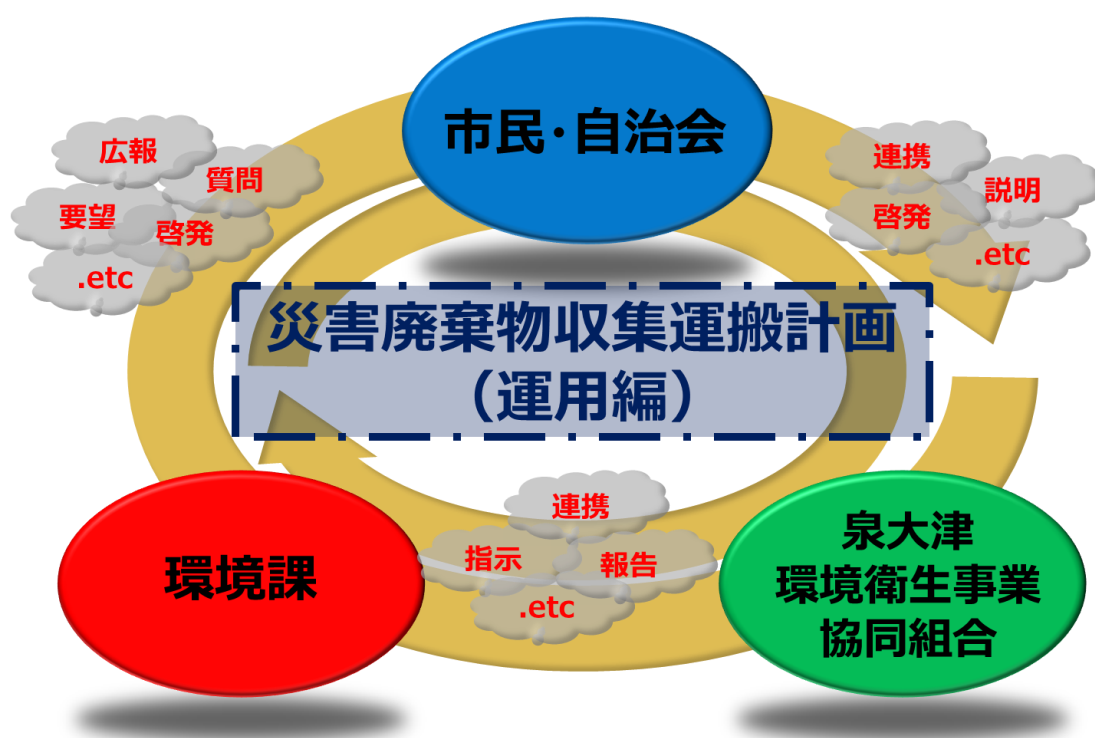 市民･自治会
広報
質問
要望
啓発
.etc
連携
説明
啓発
.etc
災害廃棄物収集運搬計画
（運用編）
連携
指示
報告
.etc
環境課
泉大津
環境衛生事業
協同組合